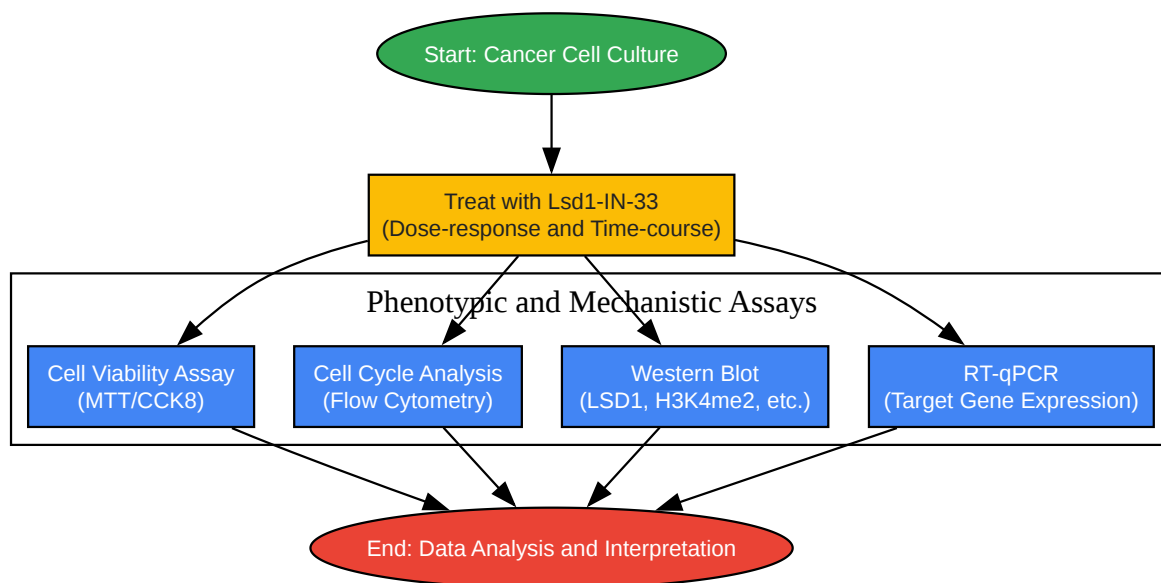 Start: Cancer Cell Culture
Treat with Lsd1-IN-33
(Dose-response and Time-course)
Phenotypic and Mechanistic Assays
Cell Viability Assay
(MTT/CCK8)
Cell Cycle Analysis
(Flow Cytometry)
Western Blot
(LSD1, H3K4me2, etc.)
RT-qPCR
(Target Gene Expression)
End: Data Analysis and Interpretation